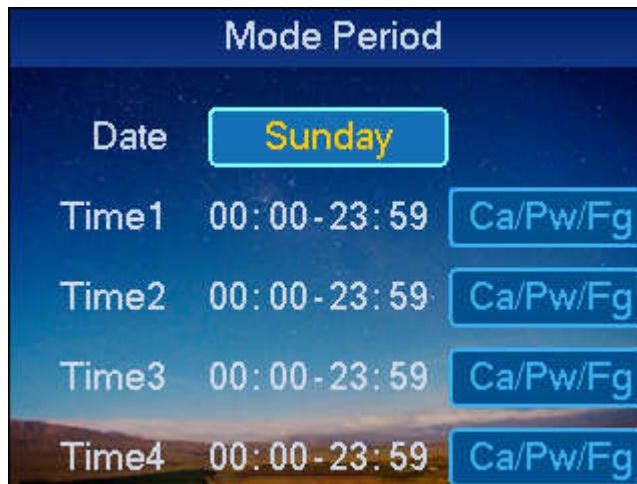 Mode Period
Date Sunday
Time1 00:00-23:59 Ca/Pw/Fg
Time2 00:00-23:59 Ca/Pw/Fg
Time3 00:00-23:59 Ca/Pw/Fg
Time4 00:00-23:59 Ca/Pw/Fg